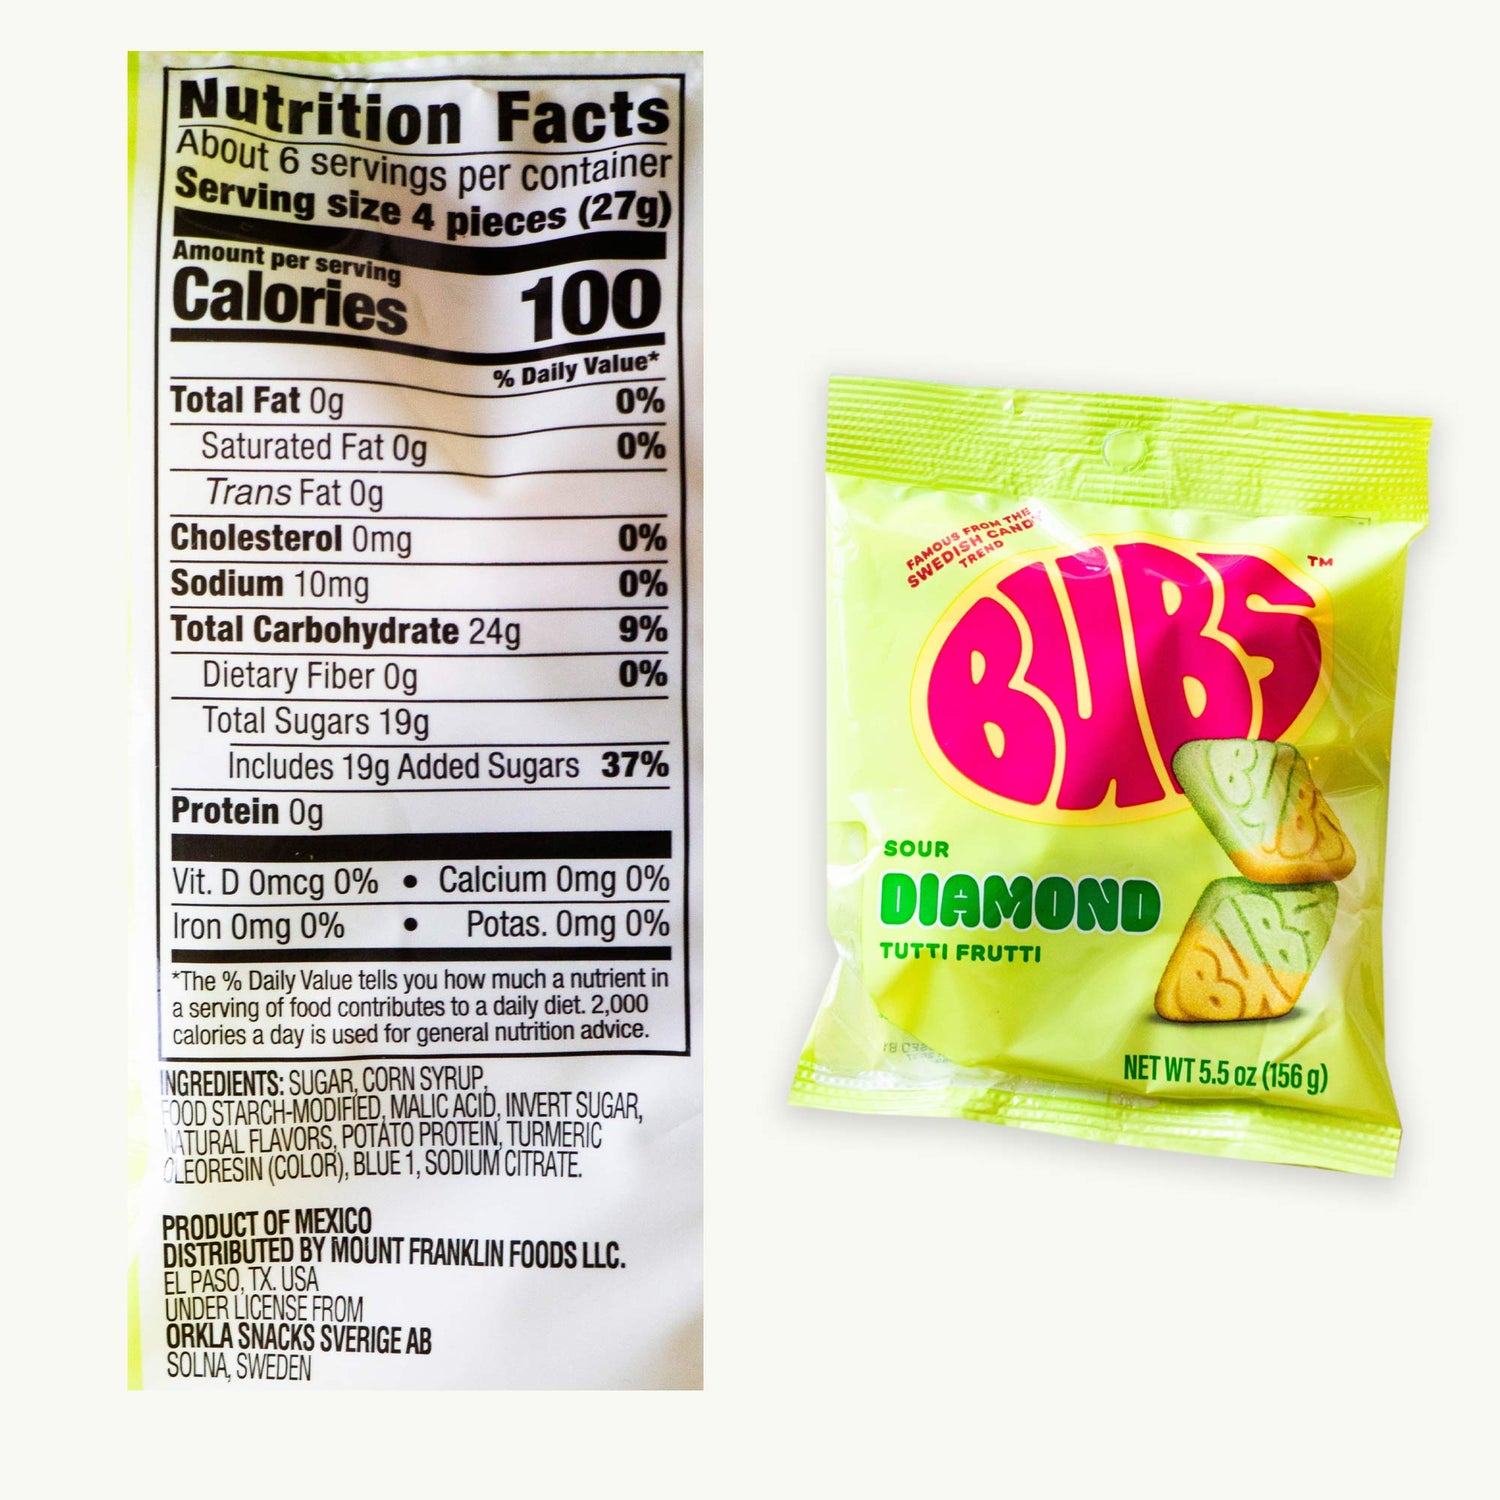 Nutrition Facts
About 6 servings per container
Serving size 4 pieces (27g)
Amount per serving
Calories 100
% Daily Value*
Total Fat 0g 0%
Saturated Fat 0g 0%
Trans Fat 0g
Cholesterol 0mg 0%
Sodium 10mg 0%
Total Carbohydrate 24g 9%
Dietary Fiber 0g 0%
Total Sugars 19g
Includes 19g Added Sugars 37%
Protein 0g
Vit. D 0mcg 0% • Calcium 0mg 0%
Iron 0mg 0% • Potas. 0mg 0%
*The % Daily Value tells you how much a nutrient in
a serving of food contributes to a daily diet. 2,000
calories a day is used for general nutrition advice.
INGREDIENTS: SUGAR, CORN SYRUP,
FOOD STARCH-MODIFIED, MALIC ACID, INVERT SUGAR,
NATURAL FLAVORS, POTATO PROTEIN, TURMERIC
OLEORESIN (COLOR), BLUE 1, SODIUM CITRATE.
PRODUCT OF MEXICO
DISTRIBUTED BY MOUNT FRANKLIN FOODS LLC.
EL PASO, TX. USA
UNDER LICENSE FROM
ORKLA SNACKS SVERIGE AB
SOLNA, SWEDEN
FAMOUS FROM THE
SWEDISH CANDY
TREND
BUBS™
BUBS
BUBS
SOUR
DIAMOND
TUTTI FRUTTI
NET WT 5.5 oz (156 g)